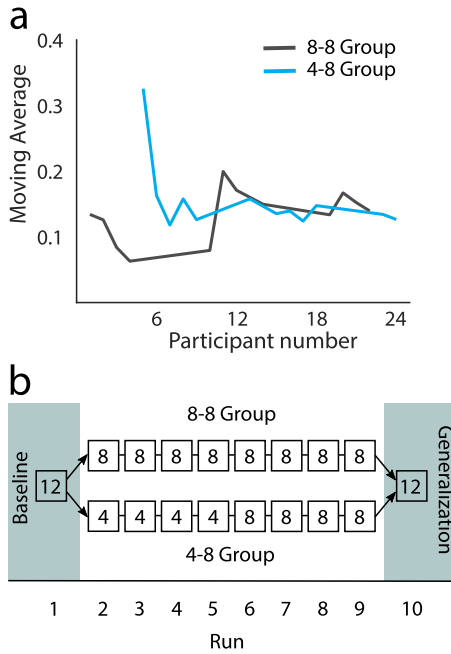 a
0.4
0.3
0.2
0.1
Moving Average
8-8 Group
4-8 Group
6 12 18 24
Participant number
b
8-8 Group
Baseline
12
8 8 8 8 8 8 8 8
4 4 4 4 8 8 8 8
12
Generalization
4-8 Group
1 2 3 4 5 6 7 8 9 10
Run